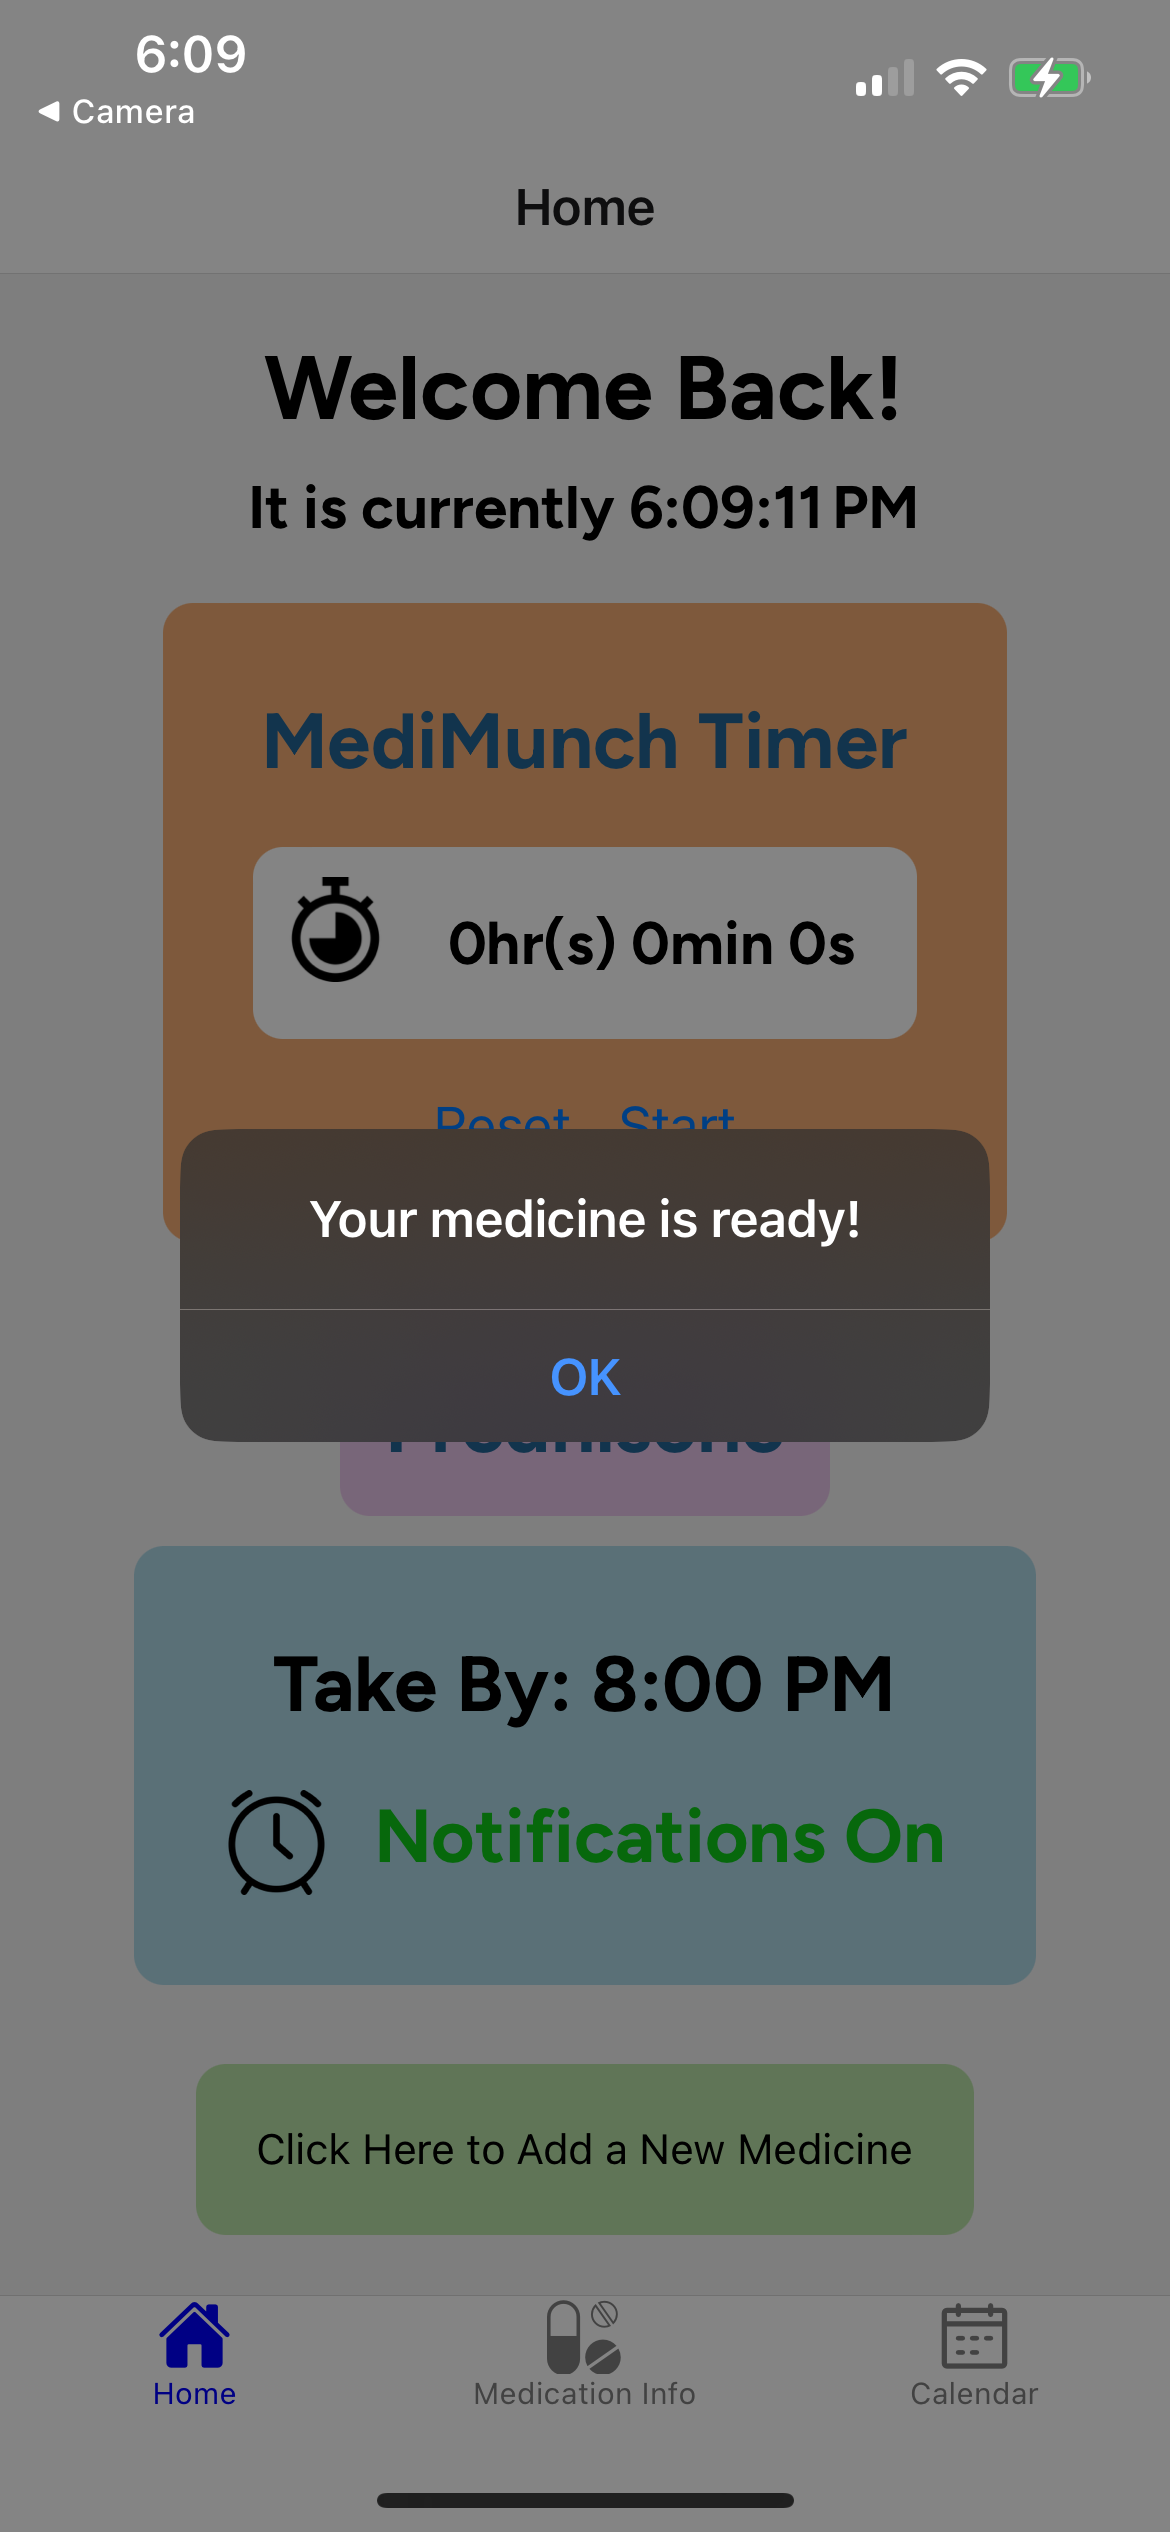 6:09
◀ Camera
Home
Welcome Back!
It is currently 6:09:11 PM
MediMunch Timer
0hr(s) 0min 0s
Reset Start
Your medicine is ready!
OK
Take By: 8:00 PM
Notifications On
Click Here to Add a New Medicine
Home
Medication Info
Calendar